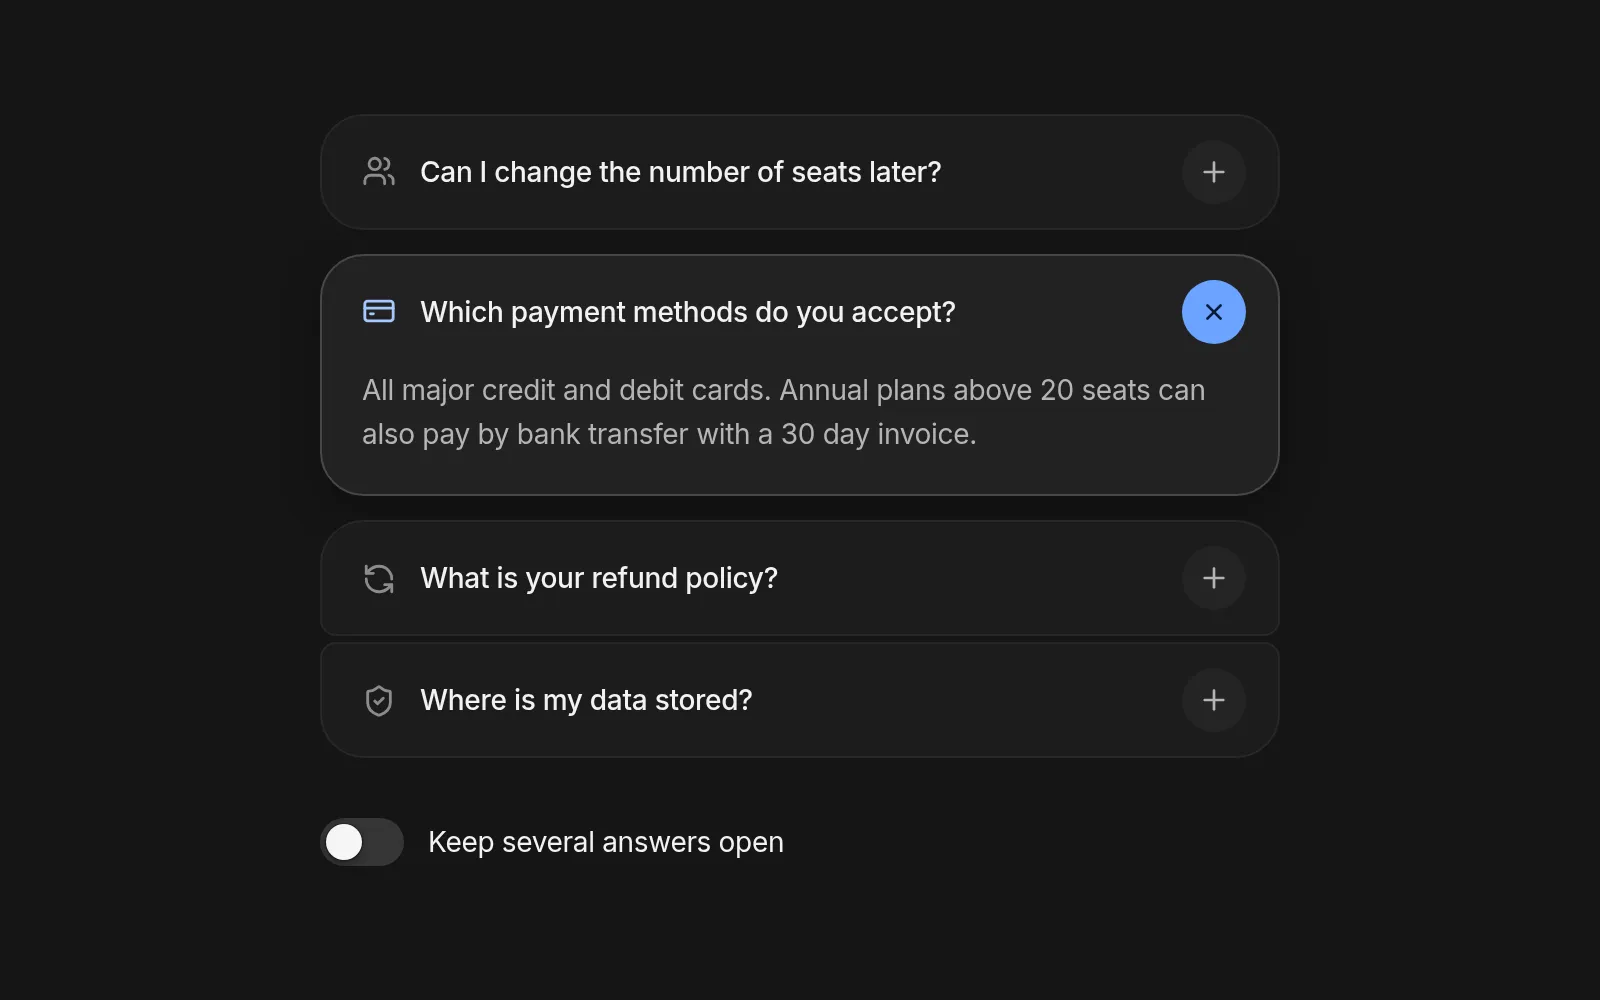 Can I change the number of seats later?
Which payment methods do you accept?
All major credit and debit cards. Annual plans above 20 seats can
also pay by bank transfer with a 30 day invoice.
What is your refund policy?
Where is my data stored?
Keep several answers open